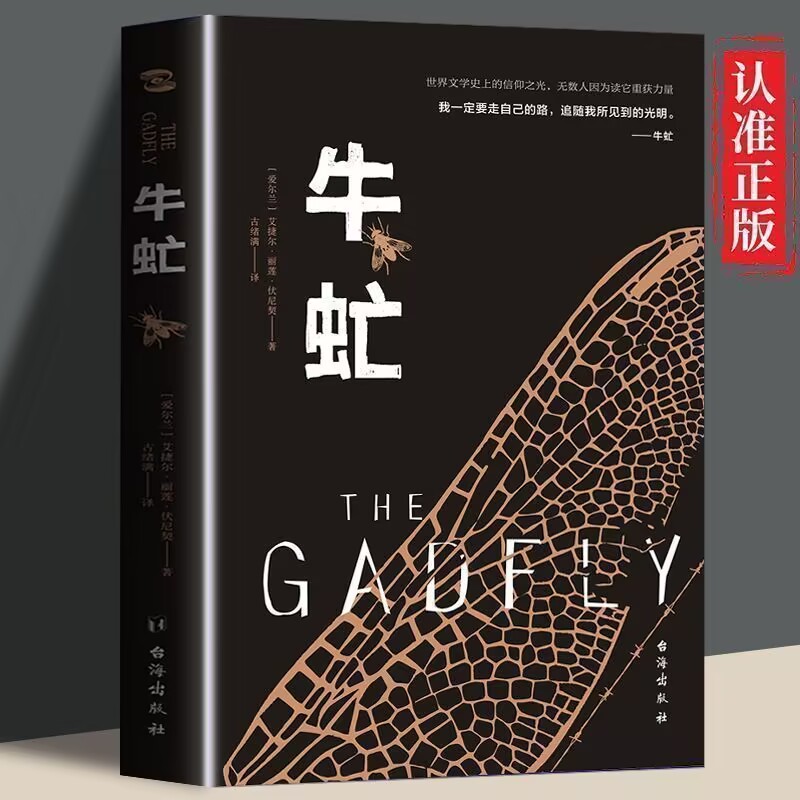 世界文学史上的信仰之光，无数人因为读它重获力量
我一定要走自己的路，追随我所见到的光明。
——牛虻
牛虻
[爱尔兰] 艾捷尔·丽莲·伏尼契——著
古绪满——译
THE
GADFLY
台海出版社
THE
GADFLY
牛虻
[爱尔兰] 艾捷尔·丽莲·伏尼契——著
古绪满——译
台海出版社
认准正版